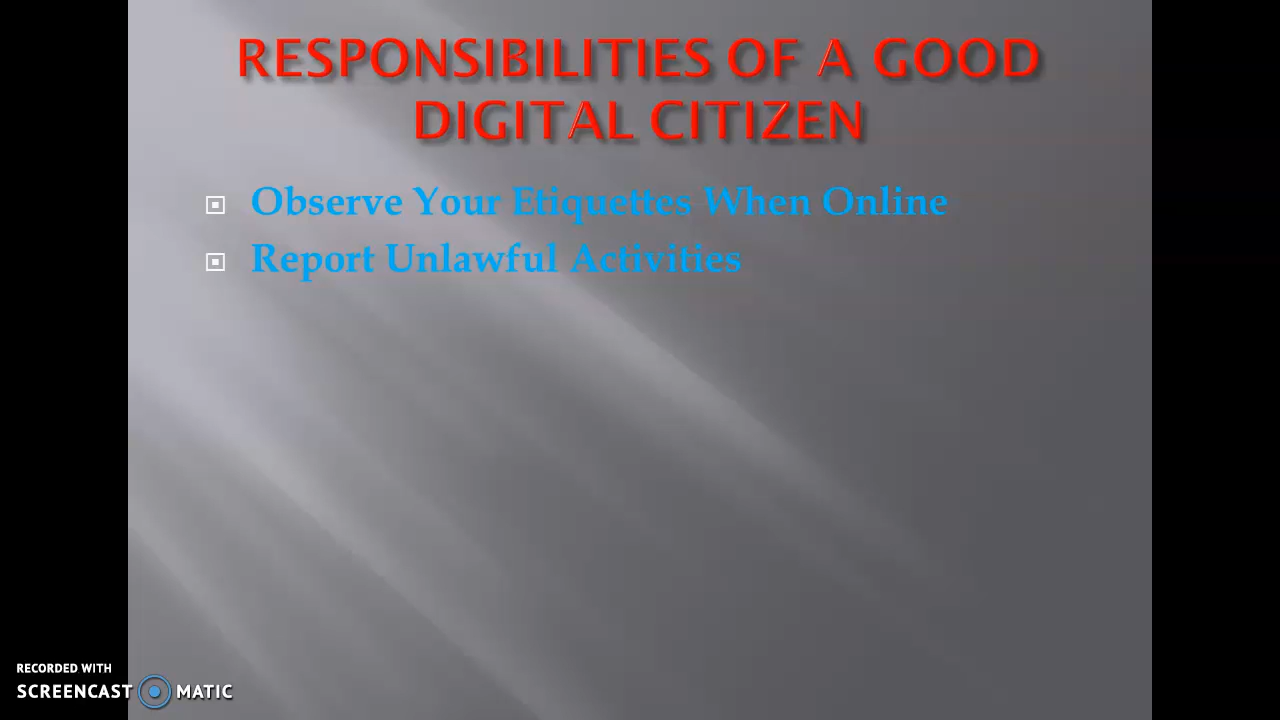 RESPONSIBILITIES OF A GOOD
DIGITAL CITIZEN
Observe Your Etiquettes When Online
Report Unlawful Activities
RECORDED WITH
SCREENCAST MATIC